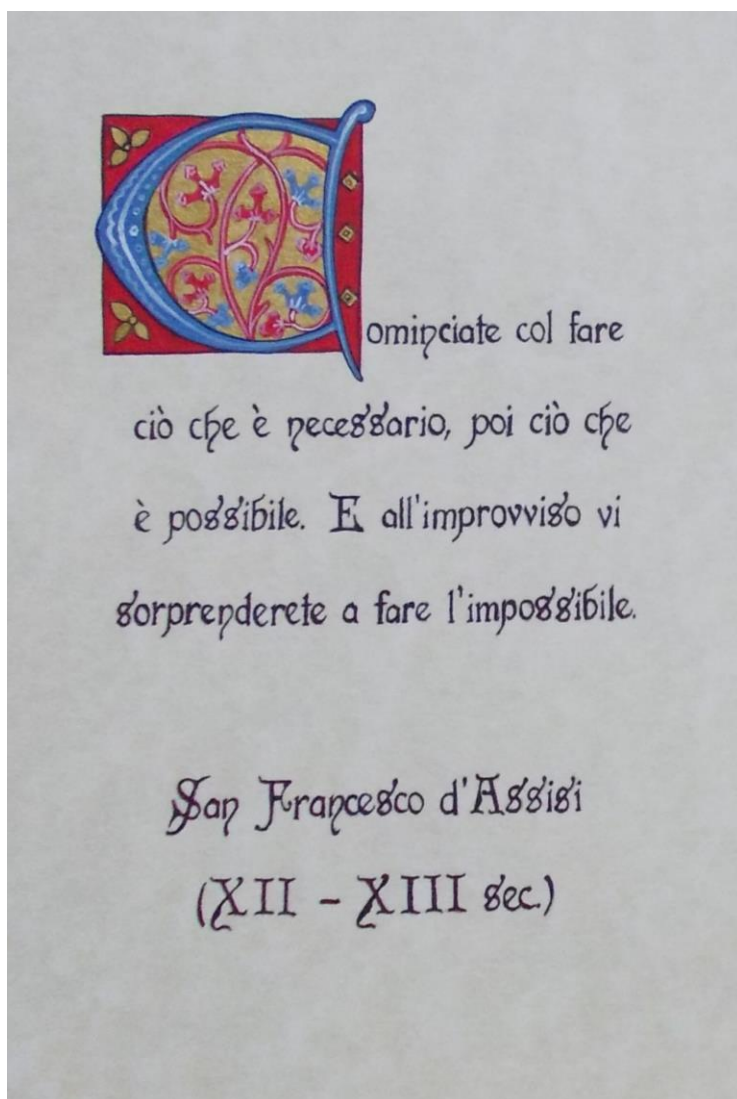 Cominciate col fare
ciò che è necessario, poi ciò che
è possibile. E all'improvviso vi
sorprenderete a fare l'impossibile.
San Francesco d'Assisi
(XII - XIII sec.)